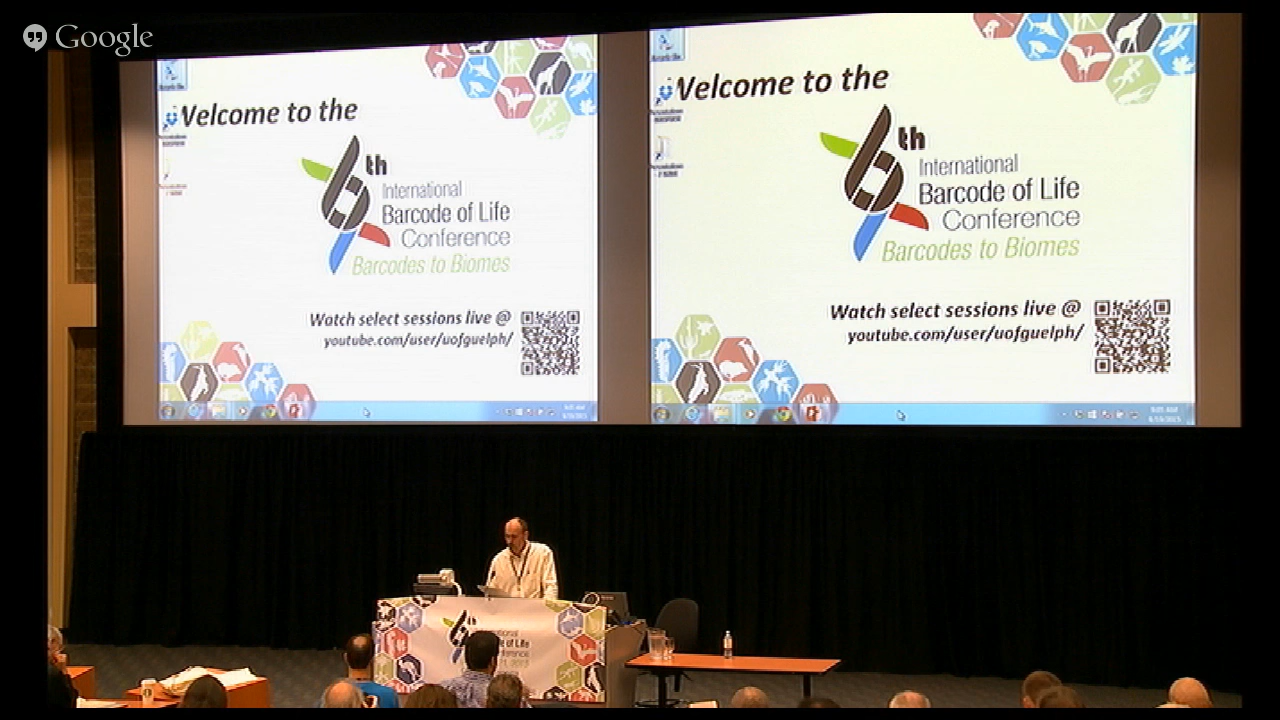 Google
Welcome to the
6th
International
Barcode of Life
Conference
Barcodes to Biomes
Watch select sessions live @
youtube.com/user/uofguelph/
Welcome to the
6th
International
Barcode of Life
Conference
Barcodes to Biomes
Watch select sessions live @
youtube.com/user/uofguelph/